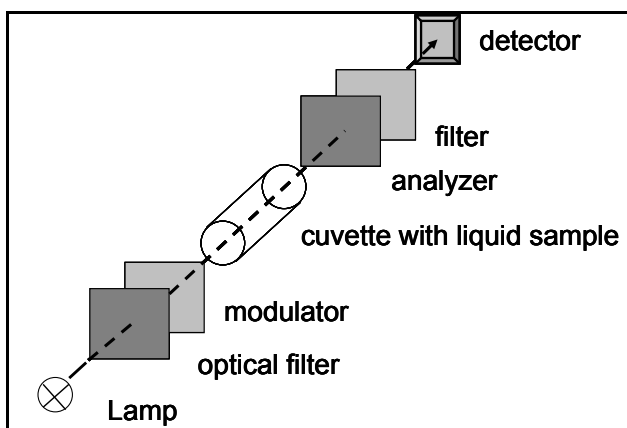 detector
filter
analyzer
cuvette with liquid sample
modulator
optical filter
Lamp